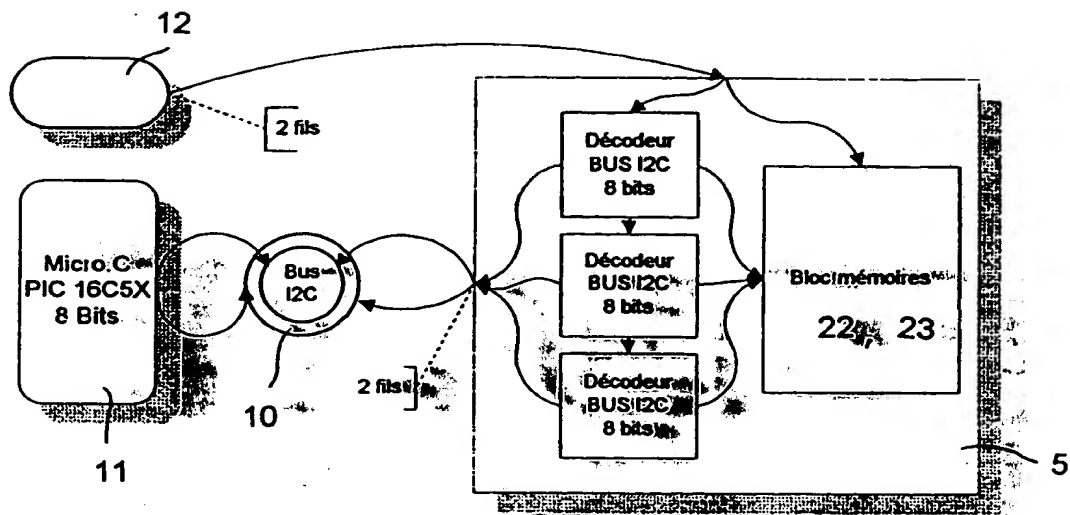 12
2 fils
Décodeur
BUS I2C
8 bits
Micro.C
PIC 16C5X
8 Bits
Bus
I2C
Décodeur
BUS I2C
8 bits
Bloc mémoires
22, 23
2 fils
Décodeur
BUS I2C
8 bits
10
11
5